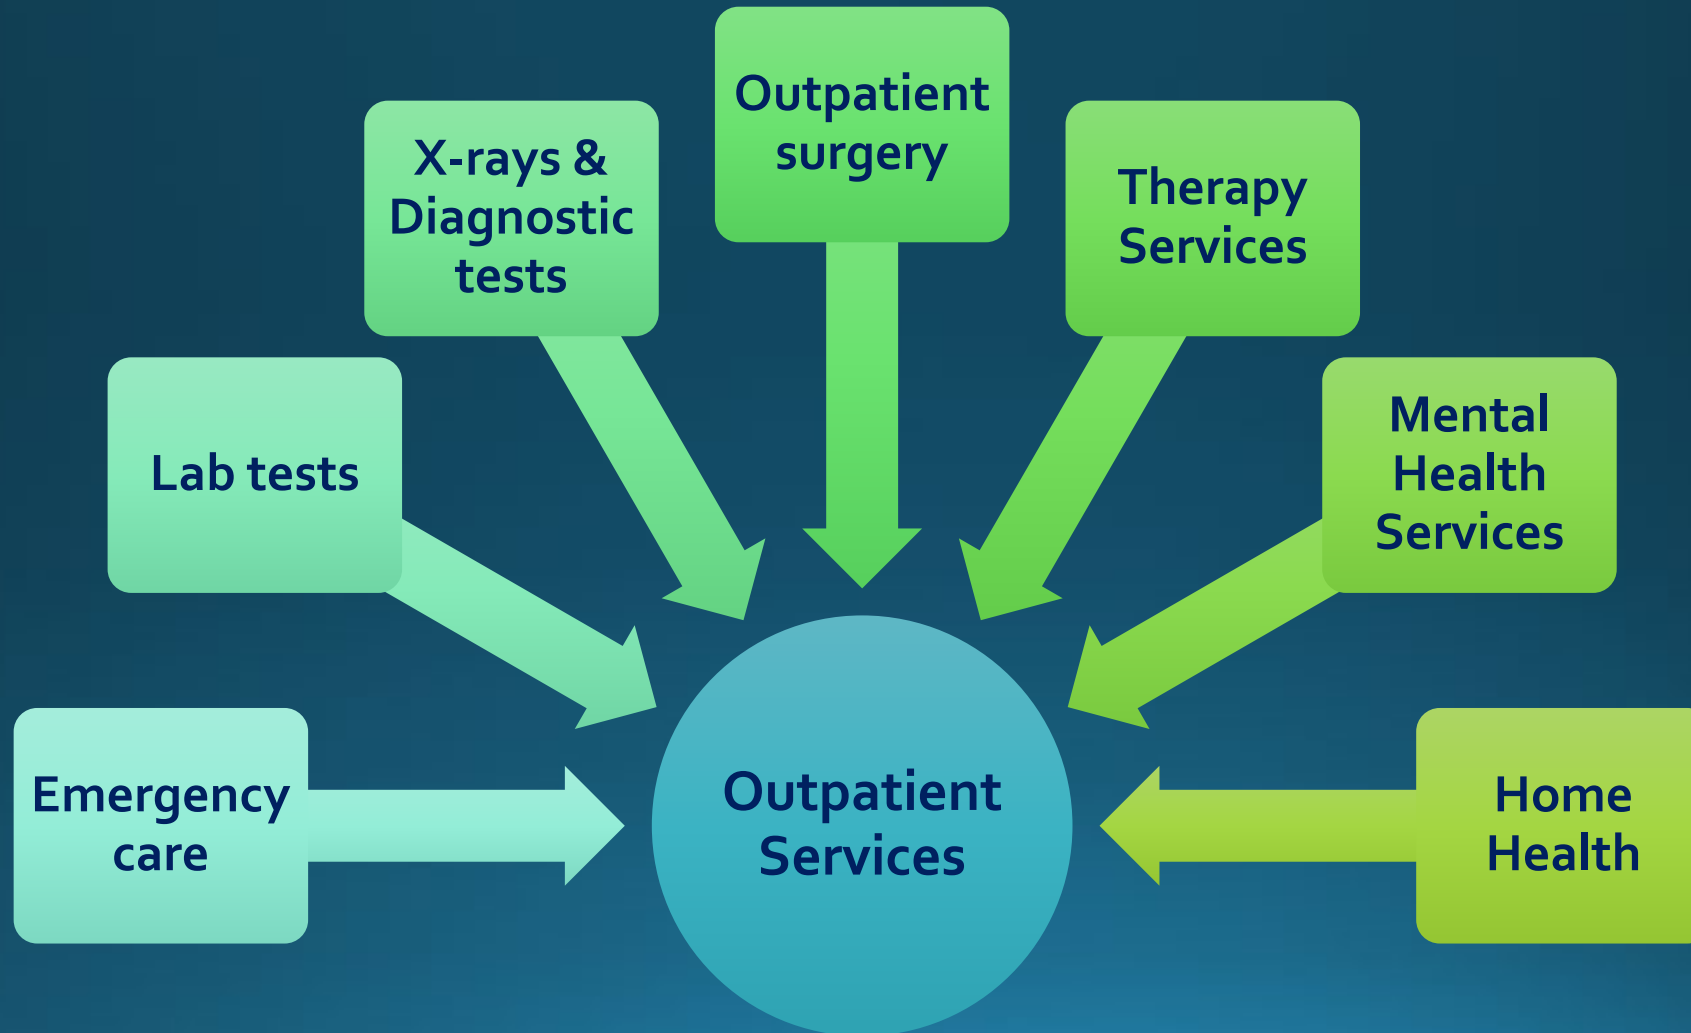 Outpatient
surgery
X-rays &
Diagnostic
tests
Therapy
Services
Lab tests
Mental
Health
Services
Emergency
care
Outpatient
Services
Home
Health